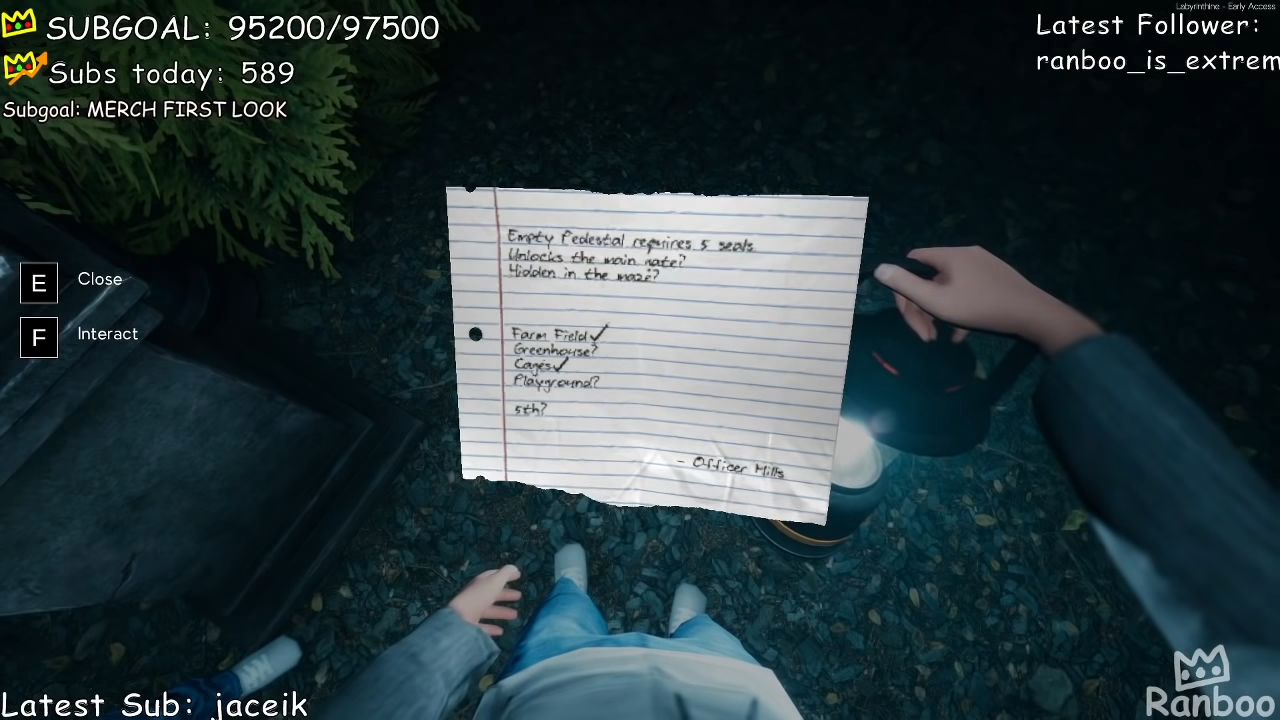 Labyrinthine - Early Access
SUBGOAL: 95200/97500
Subs today: 589
Subgoal: MERCH FIRST LOOK
Latest Follower:
ranboo_is_extrem
E Close
F Interact
Empty Pedestal requires 5 seals.
Unlocks the main gate?
Hidden in the maze?
Farm Field ✓
Greenhouse?
Cages ✓
Playground?
5th?
- Officer Hills
Latest Sub: jaceik
Ranboo